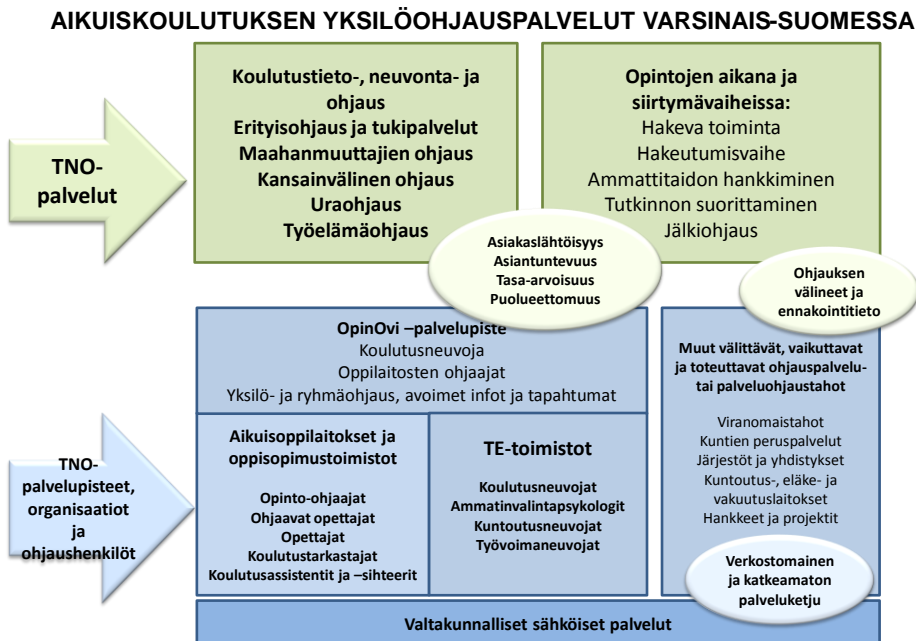 AIKUISKOULUTUKSEN YKSILÖOHJAUSPALVELUT VARSINAIS-SUOMESSA
TNO-
palvelut
Koulutustieto-, neuvonta- ja
ohjaus
Erityisohjaus ja tukipalvelut
Maahanmuuttajien ohjaus
Kansainvälinen ohjaus
Uraohjaus
Työelämäohjaus
Opintojen aikana ja
siirtymävaiheissa:
Hakeva toiminta
Hakeutumisvaihe
Ammattitaidon hankkiminen
Tutkinnon suorittaminen
Jälkiohjaus
Asiakaslähtöisyys
Asiantuntevuus
Tasa-arvoisuus
Puolueettomuus
Ohjauksen
välineet ja
ennakointitieto
TNO-
palvelupisteet,
organisaatiot
ja
ohjaushenkilöt
OpinOvi –palvelupiste
Koulutusneuvoja
Oppilaitosten ohjaajat
Yksilö- ja ryhmäohjaus, avoimet infot ja tapahtumat
Aikuisoppilaitokset ja
oppisopimustoimistot
Opinto-ohjaajat
Ohjaavat opettajat
Opettajat
Koulutustarkastajat
Koulutusassistentit ja –sihteerit
TE-toimistot
Koulutusneuvojat
Ammatinvalintapsykologit
Kuntoutusneuvojat
Työvoimaneuvojat
Muut välittävät, vaikuttavat
ja toteuttavat ohjauspalvelu-
tai palveluohjaustahot
Viranomaistahot
Kuntien peruspalvelut
Järjestöt ja yhdistykset
Kuntoutus-, eläke- ja
vakuutuslaitokset
Hankkeet ja projektit
Verkostomainen
ja katkeamaton
palveluketju
Valtakunnalliset sähköiset palvelut